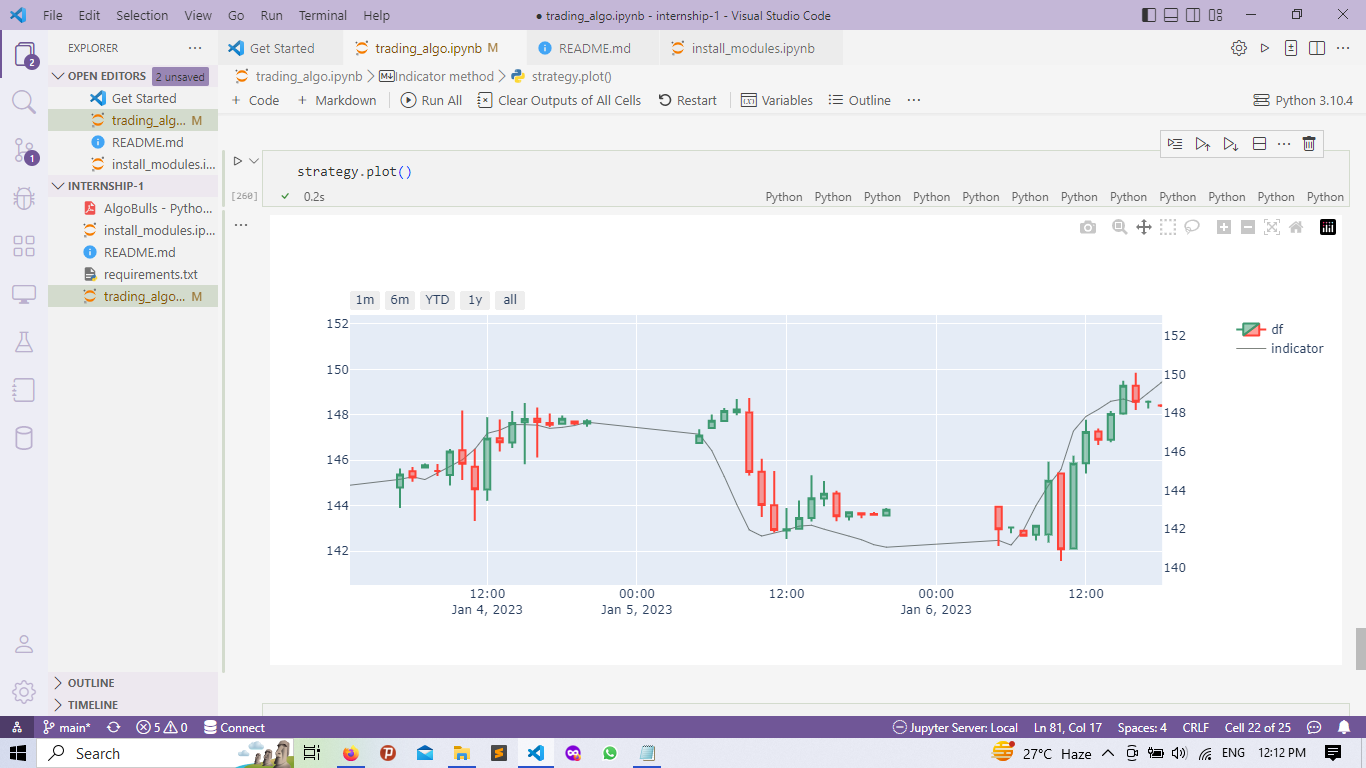 File Edit Selection View Go Run Terminal Help
● trading_algo.ipynb - internship-1 - Visual Studio Code
2
1
EXPLORER ...
OPEN EDITORS 2 unsaved
Get Started
trading_alg... M
README.md
install_modules.i...
INTERNSHIP-1
AlgoBulls - Pytho...
install_modules.ip...
README.md
requirements.txt
trading_algo... M
OUTLINE
TIMELINE
Get Started
trading_algo.ipynb M
README.md
install_modules.ipynb
trading_algo.ipynb > Indicator method > strategy.plot()
+ Code + Markdown Run All Clear Outputs of All Cells Restart Variables Outline ...
Python 3.10.4
strategy.plot()
[260] 0.2s
Python Python Python Python Python Python Python Python Python Python Python Python
1m 6m YTD 1y all
152
150
148
146
144
142
152
150
148
146
144
142
140
12:00 00:00 12:00 00:00 12:00
Jan 4, 2023 Jan 5, 2023 Jan 6, 2023
df
indicator
main* 5 0 Connect
Jupyter Server: Local Ln 81, Col 17 Spaces: 4 CRLF Cell 22 of 25
Search
27°C Haze ENG 12:12 PM